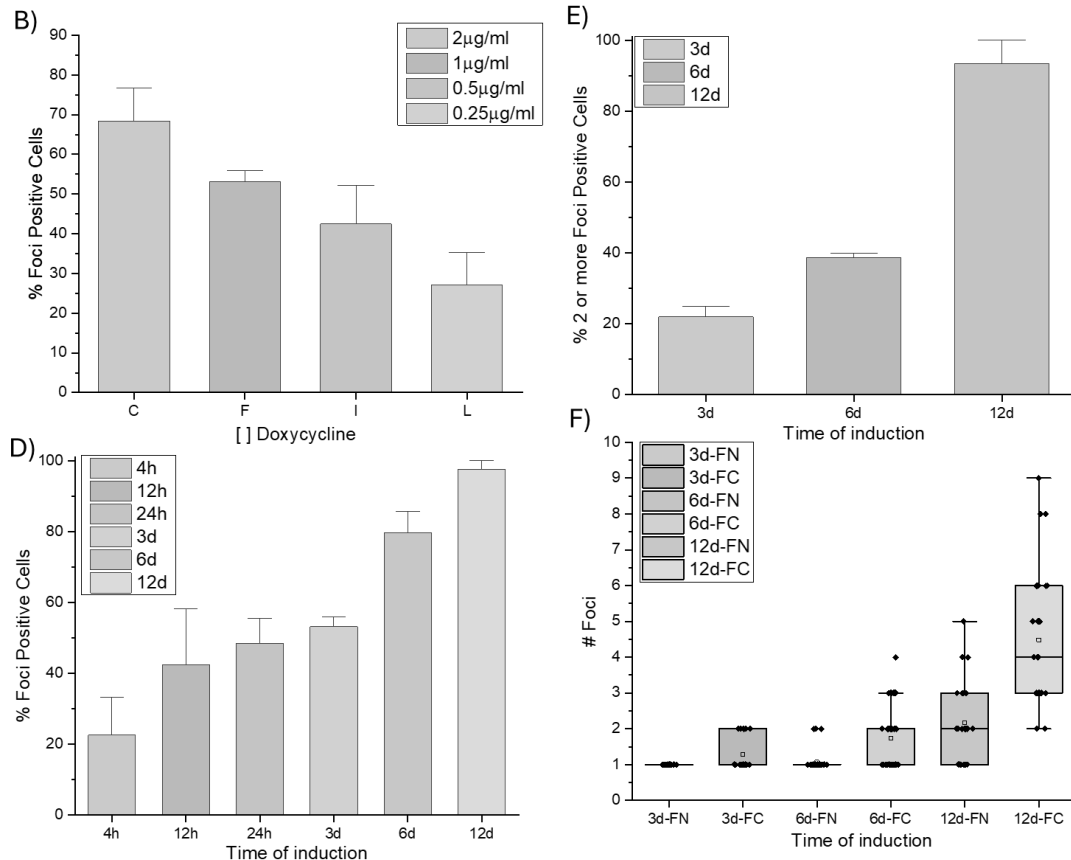 B)
% Foci Positive Cells
90
80
70
60
50
40
30
20
10
0
2μg/ml
1μg/ml
0.5μg/ml
0.25μg/ml
C F I L
[ ] Doxycycline
E)
% 2 or more Foci Positive Cells
100
80
60
40
20
0
3d
6d
12d
3d 6d 12d
Time of induction
D)
% Foci Positive Cells
100
80
60
40
20
0
4h
12h
24h
3d
6d
12d
4h 12h 24h 3d 6d 12d
Time of induction
F)
# Foci
10
9
8
7
6
5
4
3
2
1
0
3d-FN
3d-FC
6d-FN
6d-FC
12d-FN
12d-FC
3d-FN 3d-FC 6d-FN 6d-FC 12d-FN 12d-FC
Time of induction